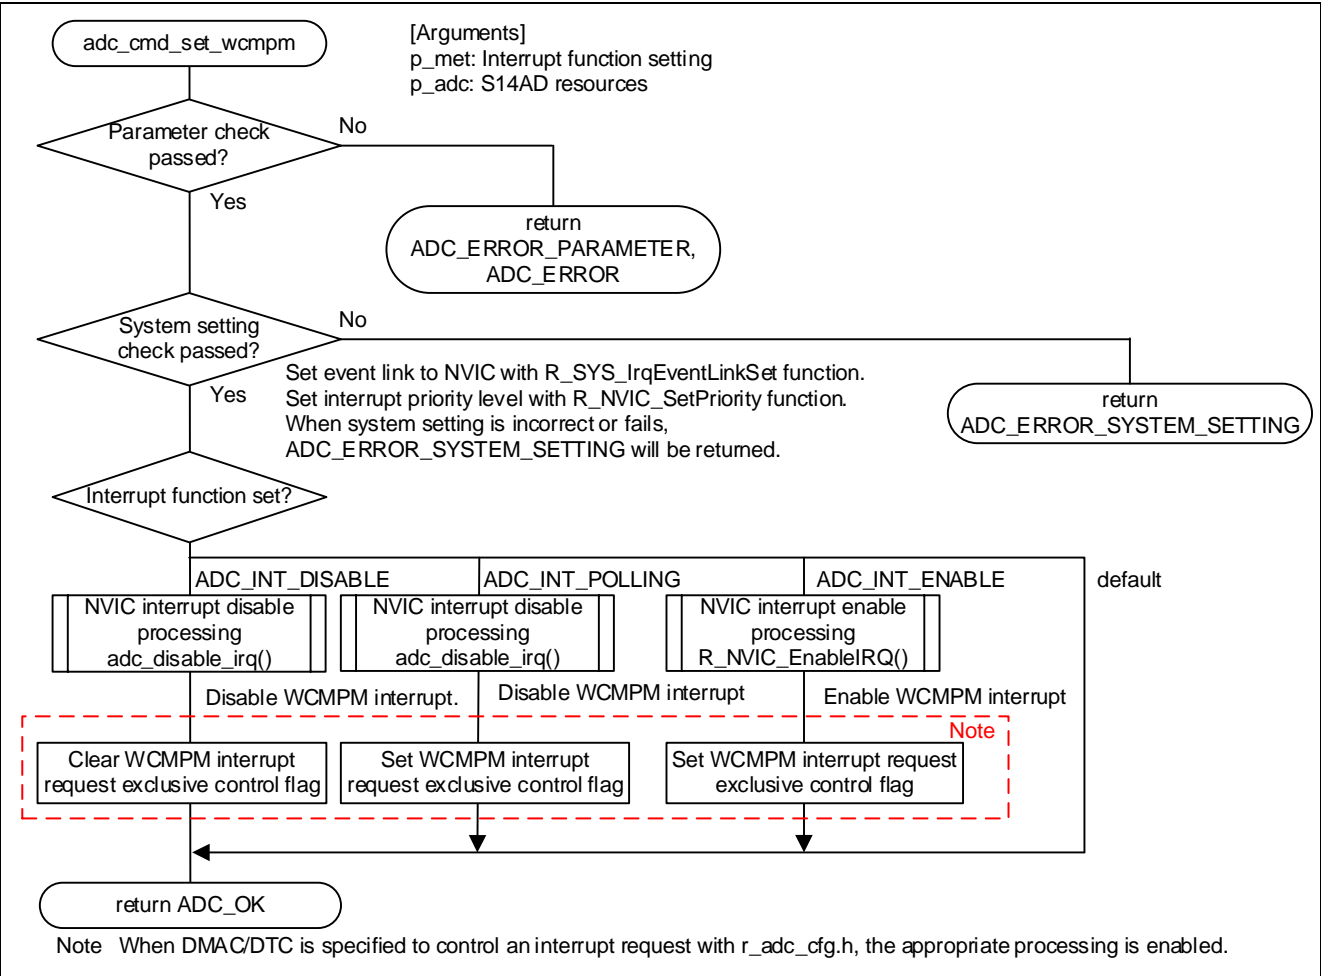 adc_cmd_set_wcmpm
[Arguments]
p_met: Interrupt function setting
p_adc: S14AD resources
Parameter check
passed?
No
Yes
return
ADC_ERROR_PARAMETER,
ADC_ERROR
System setting
check passed?
No
Yes
Set event link to NVIC with R_SYS_IrqEventLinkSet function.
Set interrupt priority level with R_NVIC_SetPriority function.
When system setting is incorrect or fails,
ADC_ERROR_SYSTEM_SETTING will be returned.
return
ADC_ERROR_SYSTEM_SETTING
Interrupt function set?
ADC_INT_DISABLE
ADC_INT_POLLING
ADC_INT_ENABLE
default
NVIC interrupt disable
processing
adc_disable_irq()
NVIC interrupt disable
processing
adc_disable_irq()
NVIC interrupt enable
processing
R_NVIC_EnableIRQ()
Disable WCMPM interrupt.
Disable WCMPM interrupt
Enable WCMPM interrupt
Note
Clear WCMPM interrupt
request exclusive control flag
Set WCMPM interrupt
request exclusive control flag
Set WCMPM interrupt request
exclusive control flag
return ADC_OK
Note When DMAC/DTC is specified to control an interrupt request with r_adc_cfg.h, the appropriate processing is enabled.